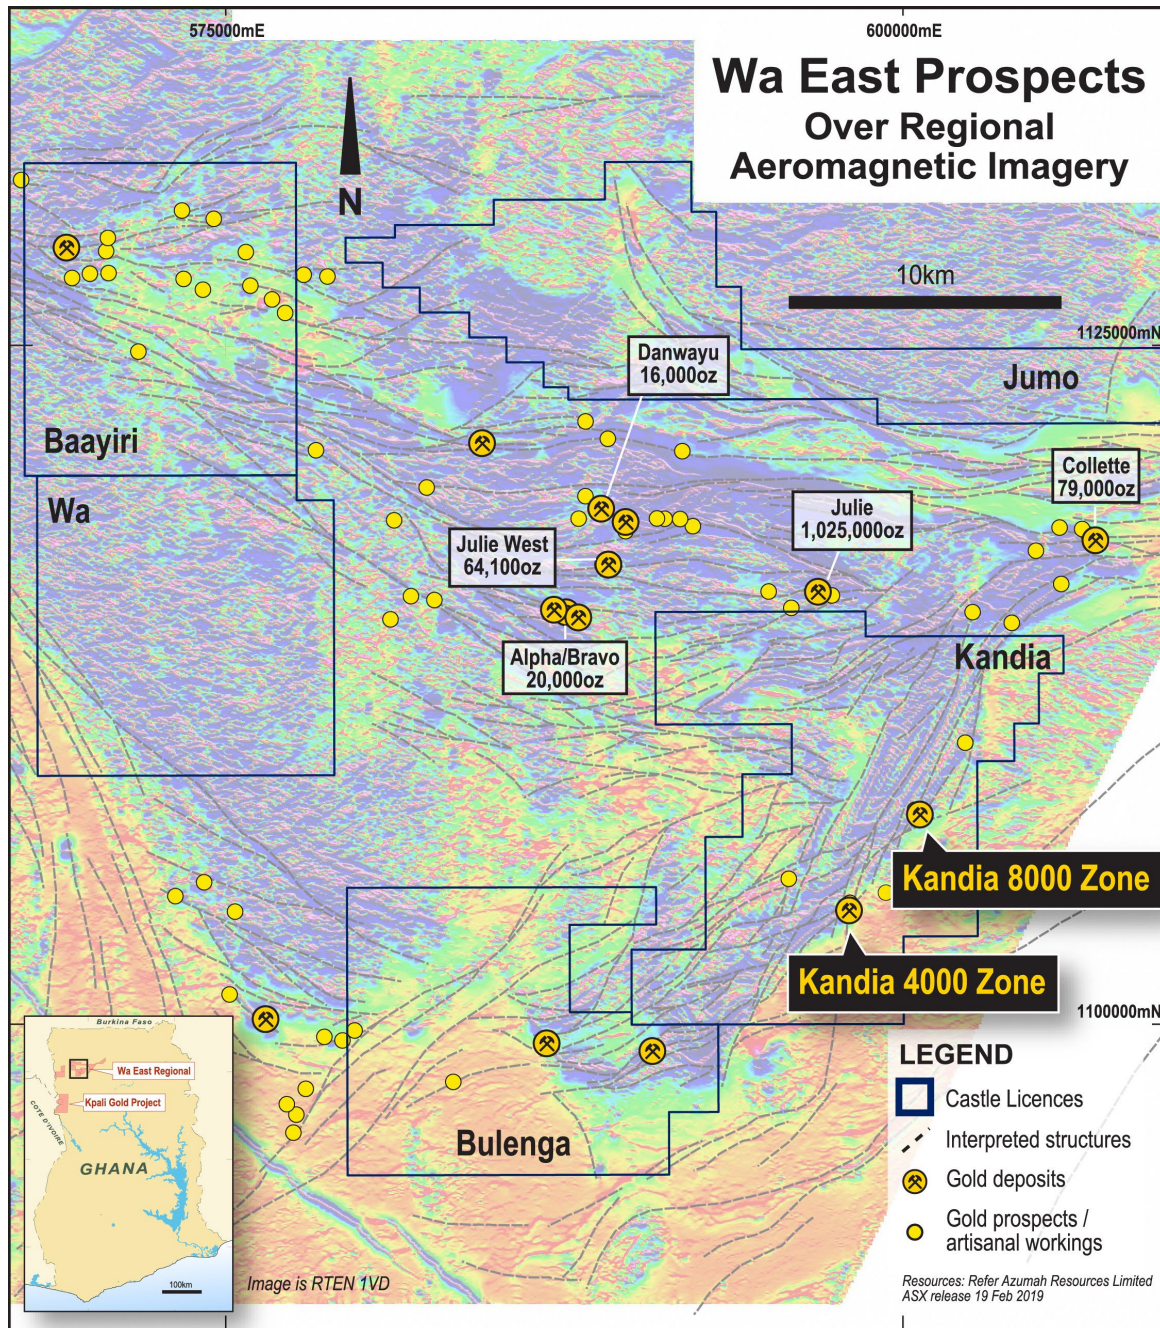 575000mE
600000mE
Wa East Prospects
Over Regional
Aeromagnetic Imagery
N
10km
1125000mN
Danwayu
16,000oz
Jumo
Baayiri
Collette
79,000oz
Wa
Julie
1,025,000oz
Julie West
64,100oz
Kandia
Alpha/Bravo
20,000oz
Kandia 8000 Zone
Kandia 4000 Zone
1100000mN
Bulenga
LEGEND
Castle Licences
Interpreted structures
Gold deposits
Gold prospects /
artisanal workings
Burkina Faso
Wa East Regional
Kpali Gold Project
COTE D'IVOIRE
GHANA
100km
Image is RTEN 1VD
Resources: Refer Azumah Resources Limited
ASX release 19 Feb 2019